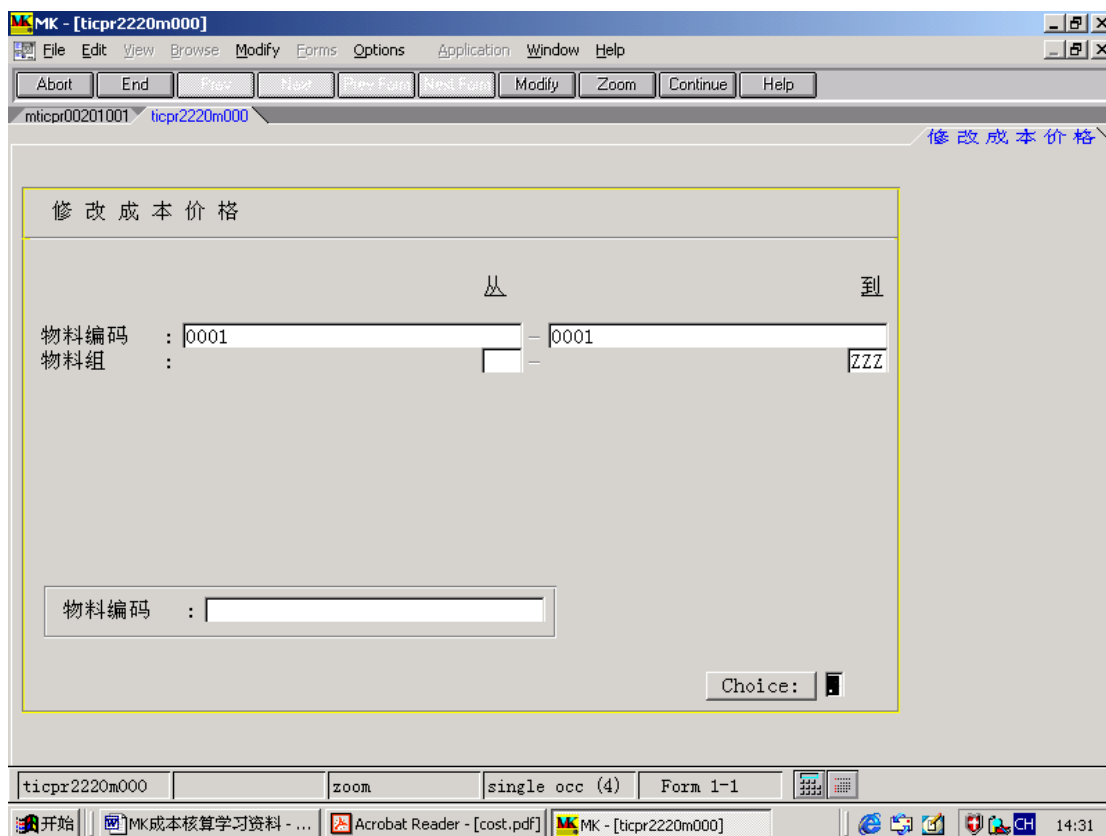 MK - [ticpr2220m000]
File Edit View Browse Modify Forms Options Application Window Help
Abort End Prev Next Prev Form Next Form Modify Zoom Continue Help
mticpr00201001 ticpr2220m000
修改成本价格
修改成本价格
从 到
物料编码 : 0001 - 0001
物料组 : - ZZZ
物料编码 :
Choice: .
ticpr2220m000 zoom single occ (4) Form 1-1
开始 MK成本核算学习资料 - ... Acrobat Reader - [cost.pdf] MK - [ticpr2220m000] CH 14:31